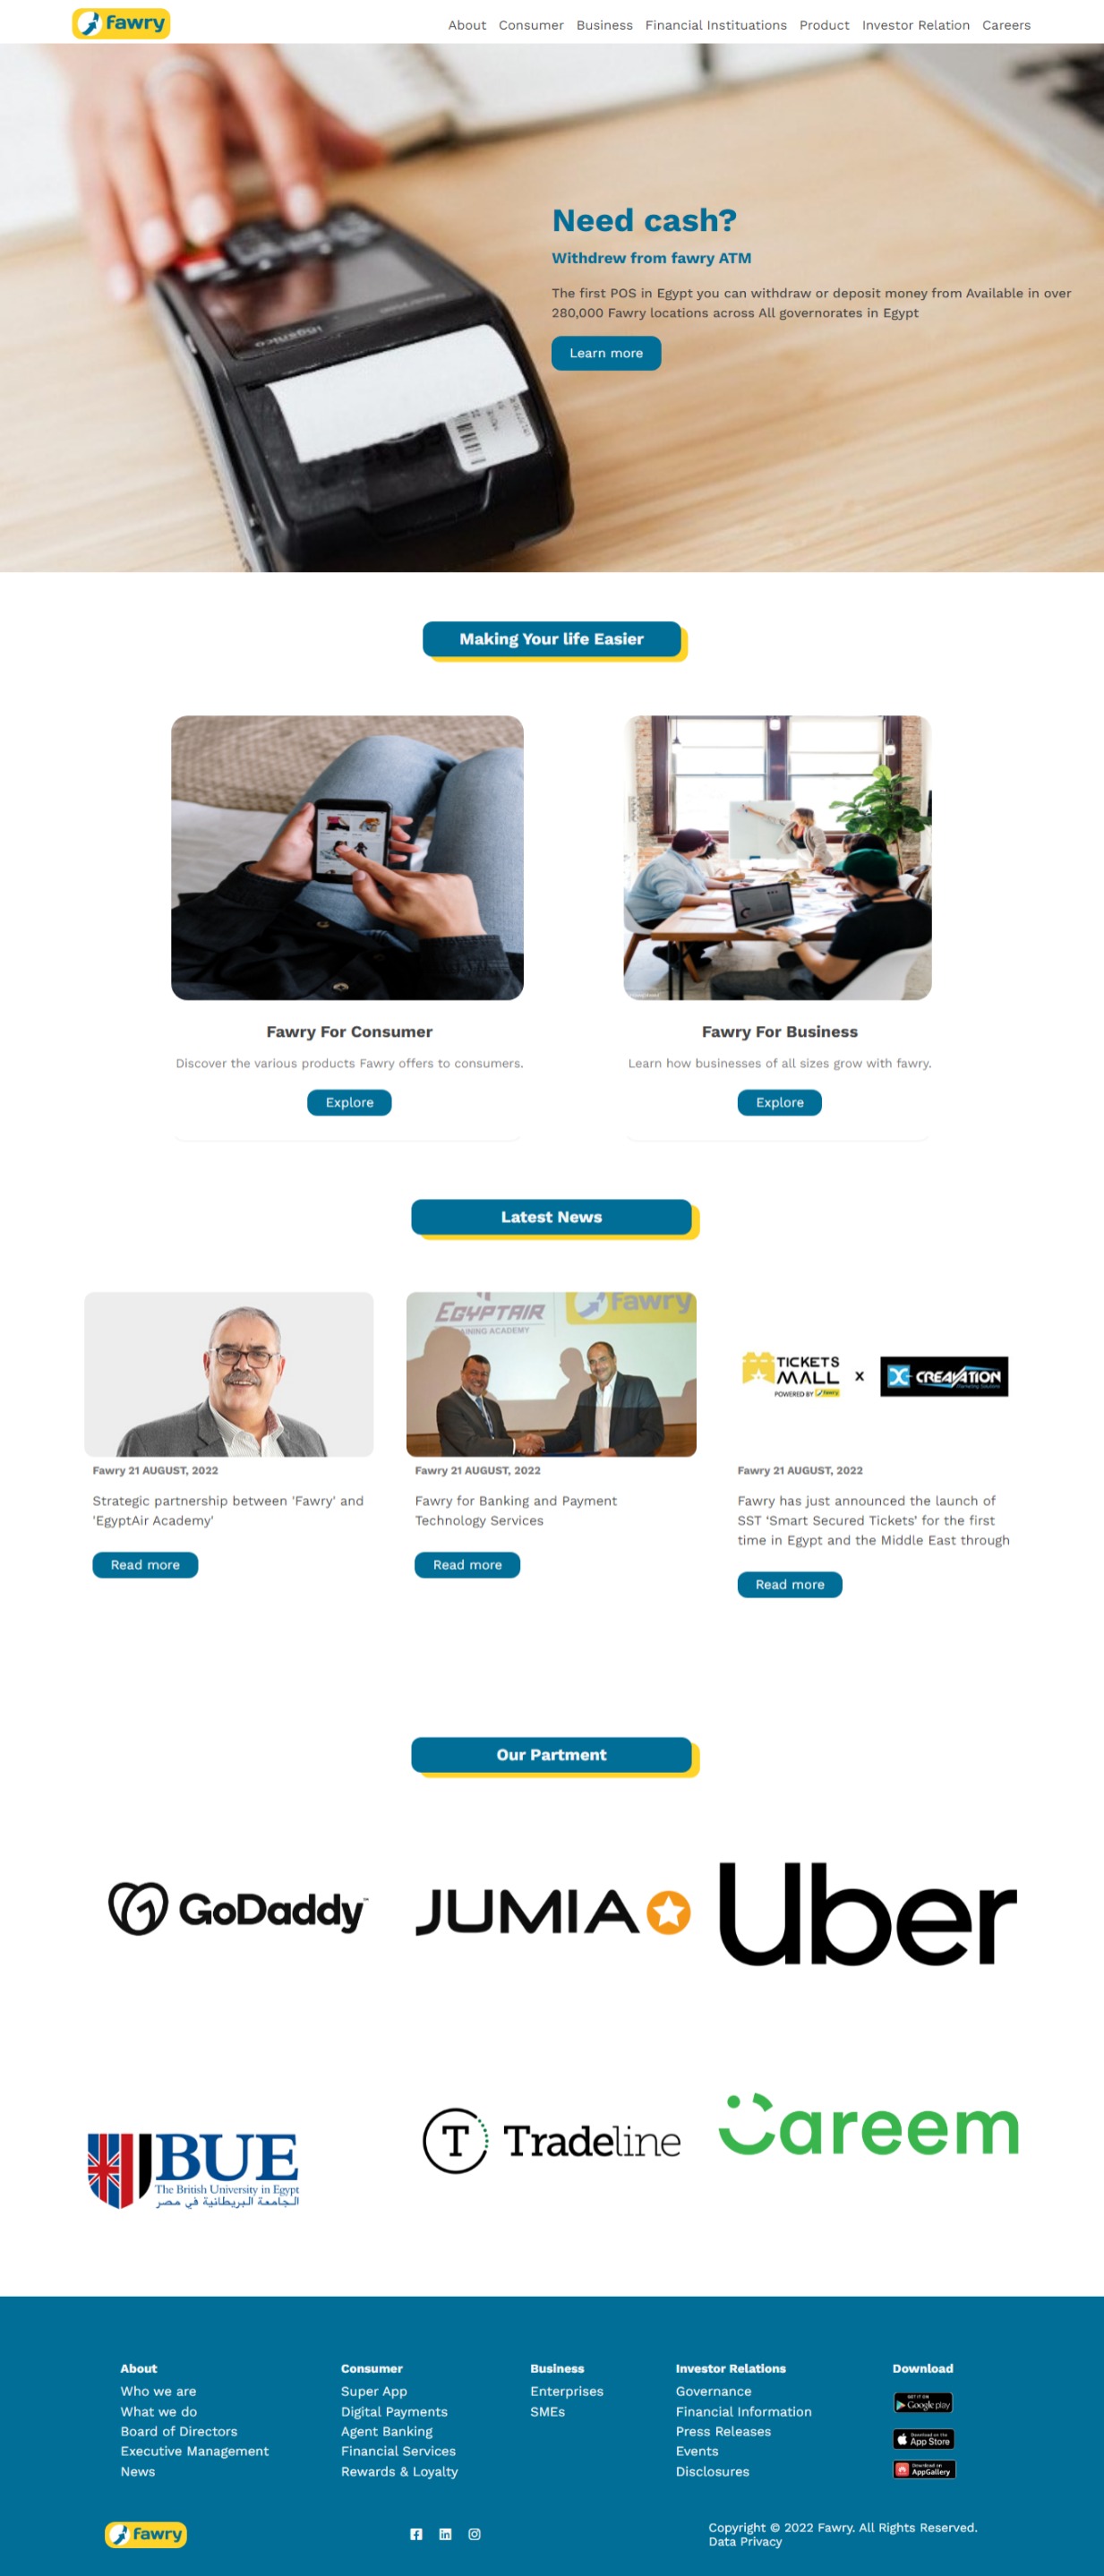 fawry
About Consumer Business Financial Instituations Product Investor Relation Careers
Need cash?
Withdrew from fawry ATM
The first POS in Egypt you can withdraw or deposit money from Available in over
280,000 Fawry locations across All governorates in Egypt
Learn more
Making Your life Easier
Fawry For Consumer
Discover the various products Fawry offers to consumers.
Explore
Fawry For Business
Learn how businesses of all sizes grow with fawry.
Explore
Latest News
EGYPTAIR
fawry
TICKETS
MALL
POWERED BY fawry
x
CREAVATION
Fawry 21 AUGUST, 2022
Strategic partnership between 'Fawry' and
'EgyptAir Academy'
Read more
Fawry 21 AUGUST, 2022
Fawry for Banking and Payment
Technology Services
Read more
Fawry 21 AUGUST, 2022
Fawry has just announced the launch of
SST ‘Smart Secured Tickets’ for the first
time in Egypt and the Middle East through
Read more
Our Partment
GoDaddy
JUMIA
Uber
BUE
The British University in Egypt
الجامعة البريطانية في مصر
T Tradeline
Careem
About
Who we are
What we do
Board of Directors
Executive Management
News
Consumer
Super App
Digital Payments
Agent Banking
Financial Services
Rewards & Loyalty
Business
Enterprises
SMEs
Investor Relations
Governance
Financial Information
Press Releases
Events
Disclosures
Download
GET IT ON
Google play
Download on the
App Store
Download on
AppGallery
fawry
Copyright © 2022 Fawry. All Rights Reserved.
Data Privacy